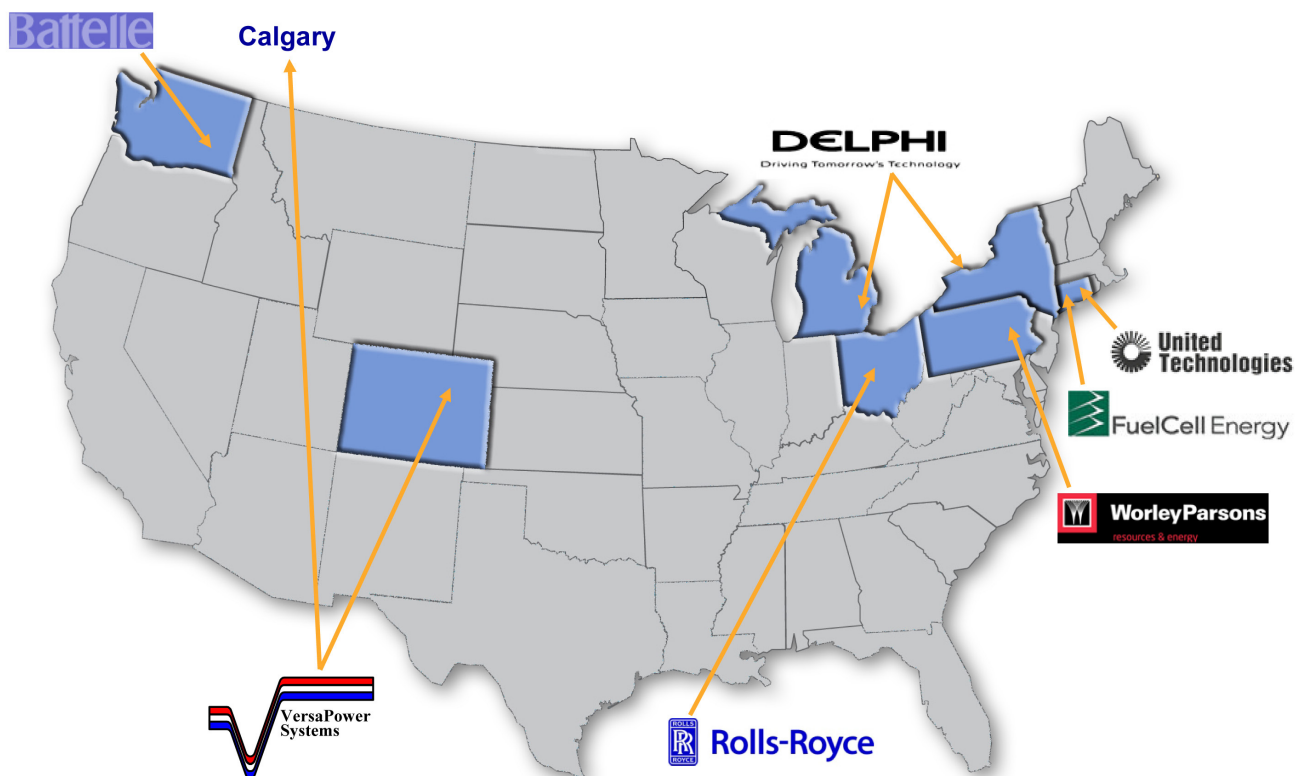 Battelle
Calgary
DELPHI
Driving Tomorrow's Technology
United
Technologies
FuelCell Energy
WorleyParsons
resources & energy
VersaPower
Systems
ROLLS
RR
ROYCE
Rolls-Royce